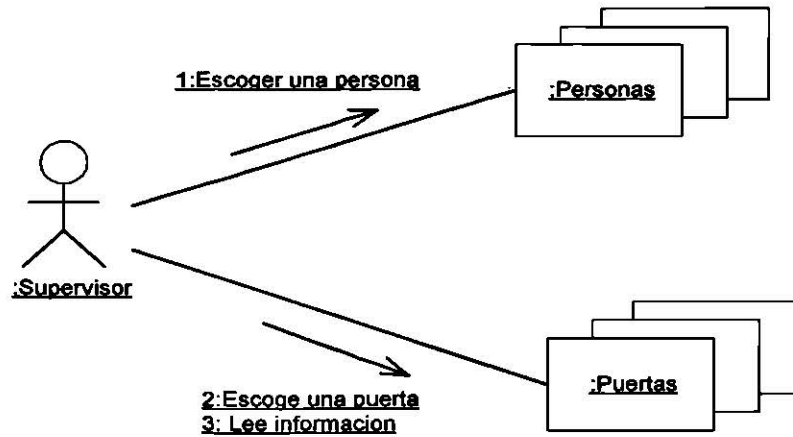 1:Escoger una persona
:Personas
:Supervisor
:Puertas
2:Escoge una puerta
3: Lee informacion